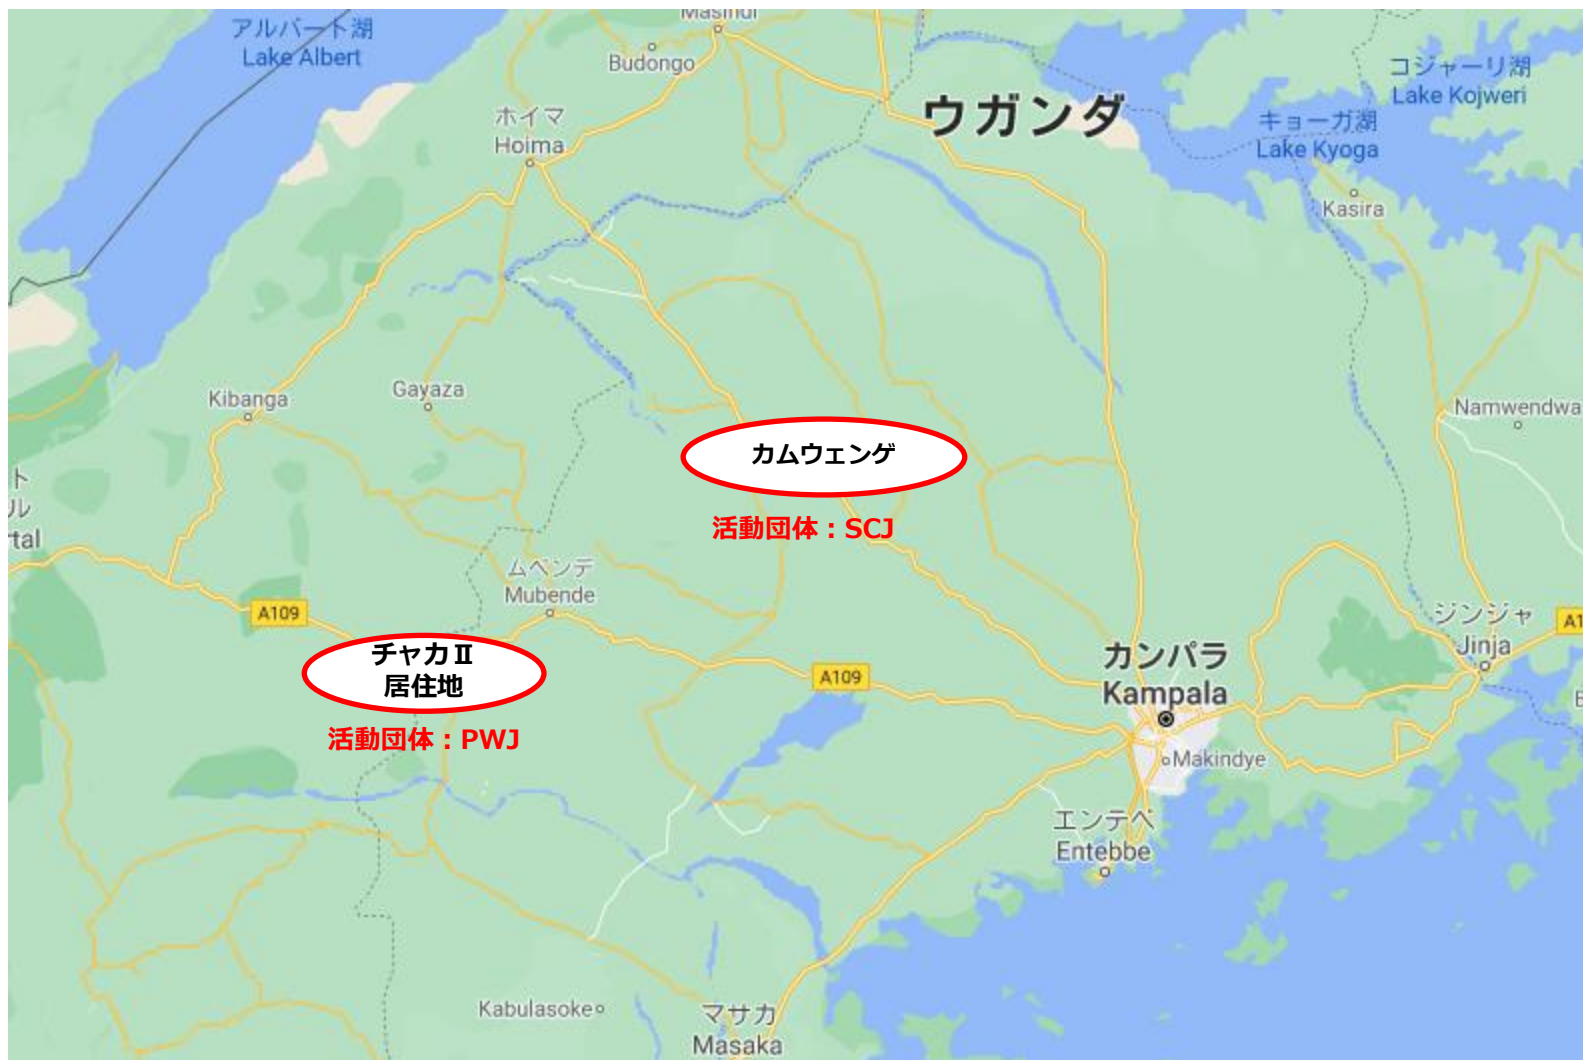 Masindi
アルバート湖
Lake Albert
Budongo
コジャーリ湖
Lake Kojweri
ウガンダ
ホイマ
Hoima
キョーガ湖
Lake Kyoga
Kasira
Gayaza
Kibanga
Namwendwa
カムウェンゲ
ト
ル
rtal
活動団体：SCJ
ムベンデ
Mubende
A109
ジンジャ
Jinja
A1
チャカⅡ
居住地
カンパラ
Kampala
A109
活動団体：PWJ
Makindye
エンテベ
Entebbe
Kabulasoke
マサカ
Masaka